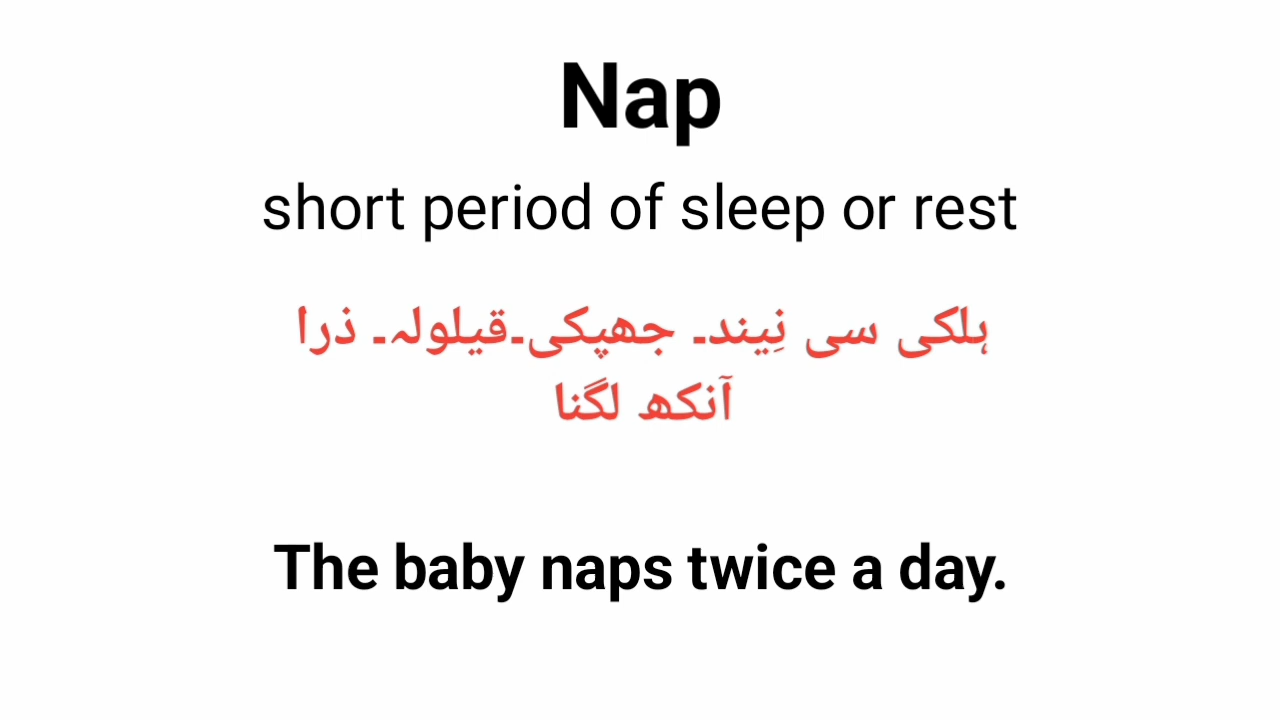 Nap
short period of sleep or rest
ہلکی سی نِیند۔ جھپکی۔قیلولہ۔ ذرا
آنکھ لگنا
The baby naps twice a day.